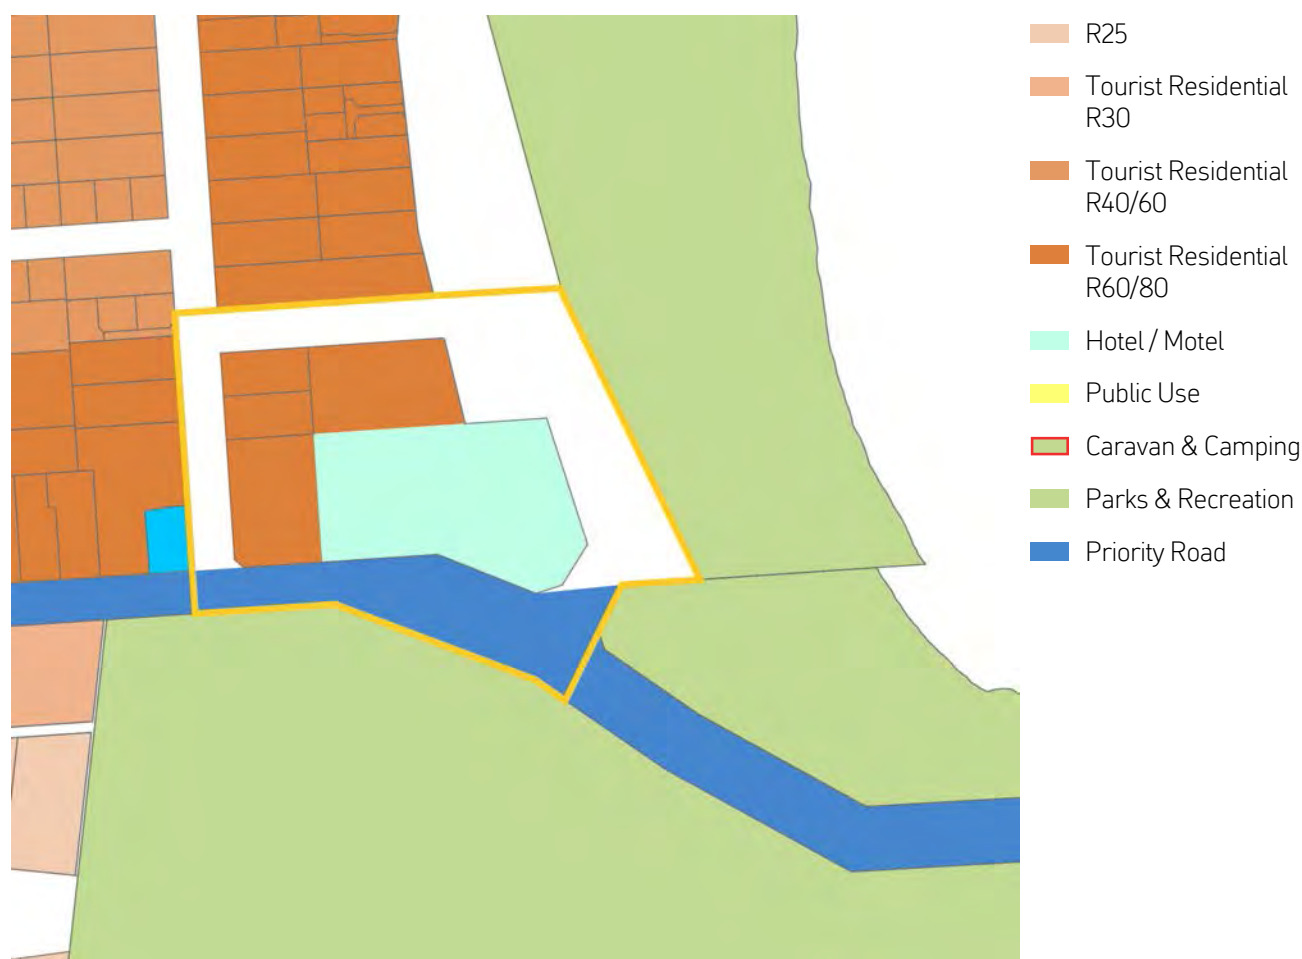 R25
Tourist Residential
R30
Tourist Residential
R40/60
Tourist Residential
R60/80
Hotel / Motel
Public Use
Caravan & Camping
Parks & Recreation
Priority Road